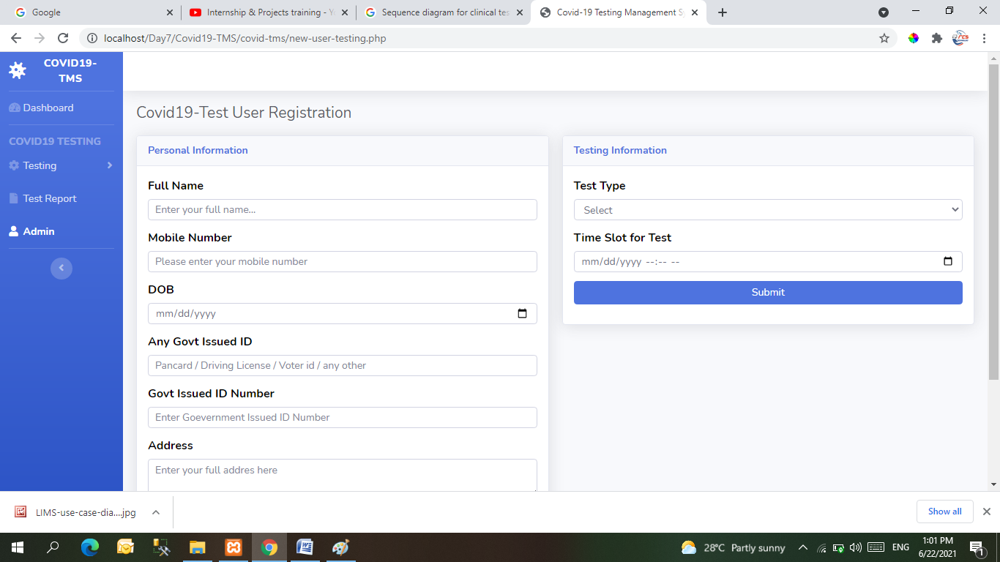 Google
Internship & Projects training - Y
Sequence diagram for clinical tes
Covid-19 Testing Management S
localhost/Day7/Covid19-TMS/covid-tms/new-user-testing.php
COVID19-
TMS
Dashboard
COVID19 TESTING
Testing
Test Report
Admin
Covid19-Test User Registration
Personal Information
Full Name
Enter your full name...
Mobile Number
Please enter your mobile number
DOB
mm/dd/yyyy
Any Govt Issued ID
Pancard / Driving License / Voter id / any other
Govt Issued ID Number
Enter Goevernment Issued ID Number
Address
Enter your full addres here
Testing Information
Test Type
Select
Time Slot for Test
mm/dd/yyyy --:-- --
Submit
LIMS-use-case-dia....jpg
Show all
28°C Partly sunny
ENG
1:01 PM
6/22/2021
1